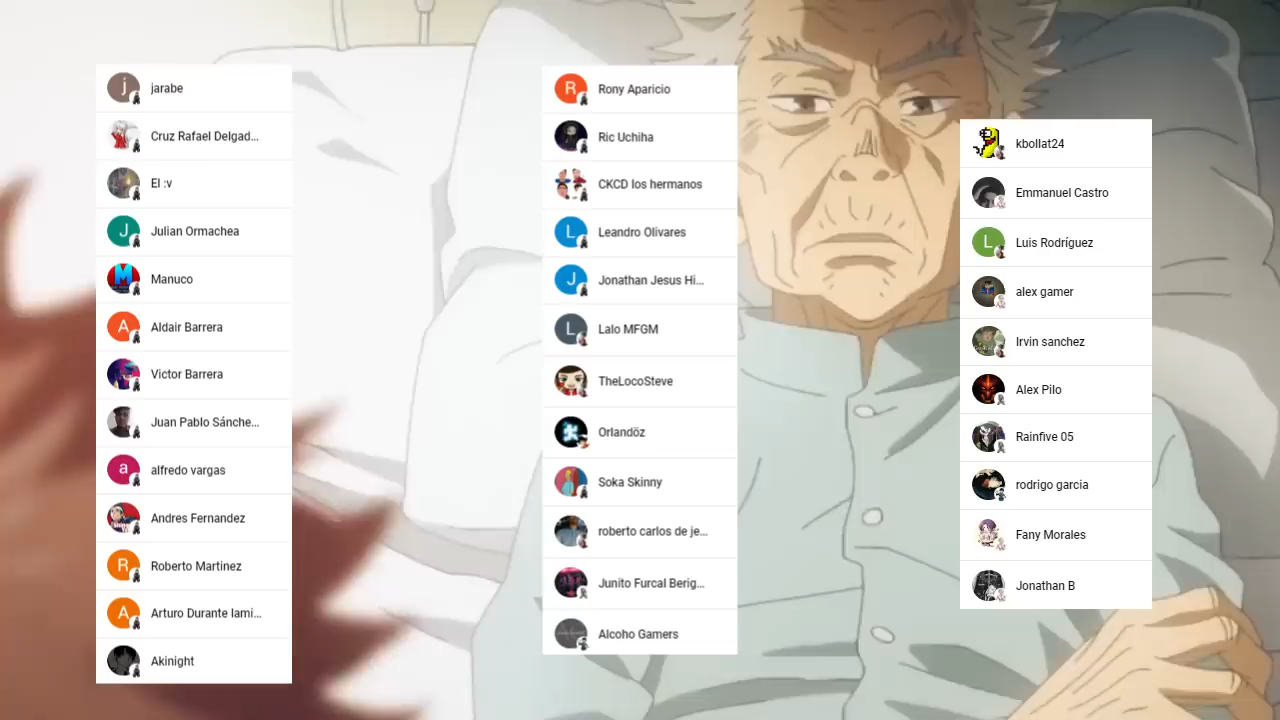 j
jarabe
Cruz Rafael Delgad...
El :v
J
Julian Ormachea
M
Manuco
A
Aldair Barrera
Victor Barrera
Juan Pablo Sánche...
a
alfredo vargas
Andres Fernandez
R
Roberto Martinez
A
Arturo Durante lami...
Akinight
R
Rony Aparicio
Ric Uchiha
CKCD los hermanos
L
Leandro Olivares
J
Jonathan Jesus Hi...
L
Lalo MFGM
TheLocoSteve
Orlandöz
Soka Skinny
roberto carlos de je...
Junito Furcal Berig...
Alcoho Gamers
kbollat24
Emmanuel Castro
L
Luis Rodríguez
alex gamer
Irvin sanchez
Alex Pilo
Rainfive 05
rodrigo garcia
Fany Morales
Jonathan B